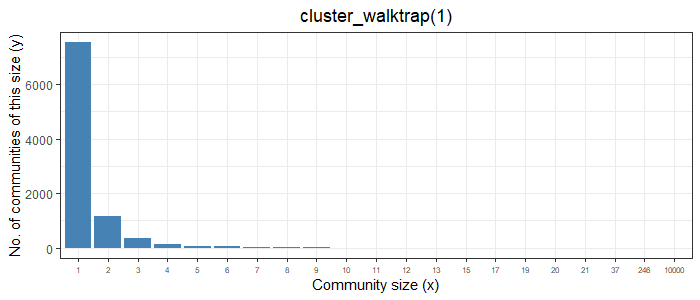 cluster_walktrap(1)
No. of communities of this size (y)
6000
4000
2000
0
1 2 3 4 5 6 7 8 9 10 11 12 13 15 17 19 20 21 37 246 10000
Community size (x)